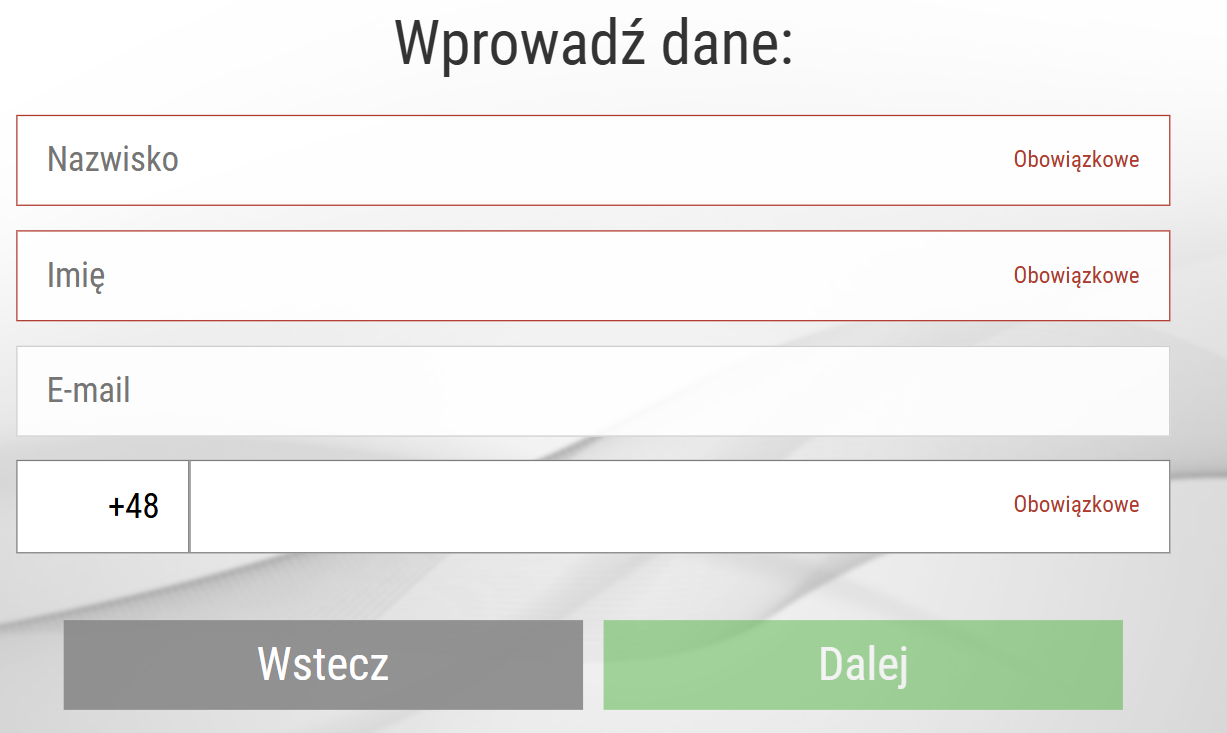 Wprowadź dane:
Nazwisko Obowiązkowe
Imię Obowiązkowe
E-mail
+48 Obowiązkowe
Wstecz Dalej